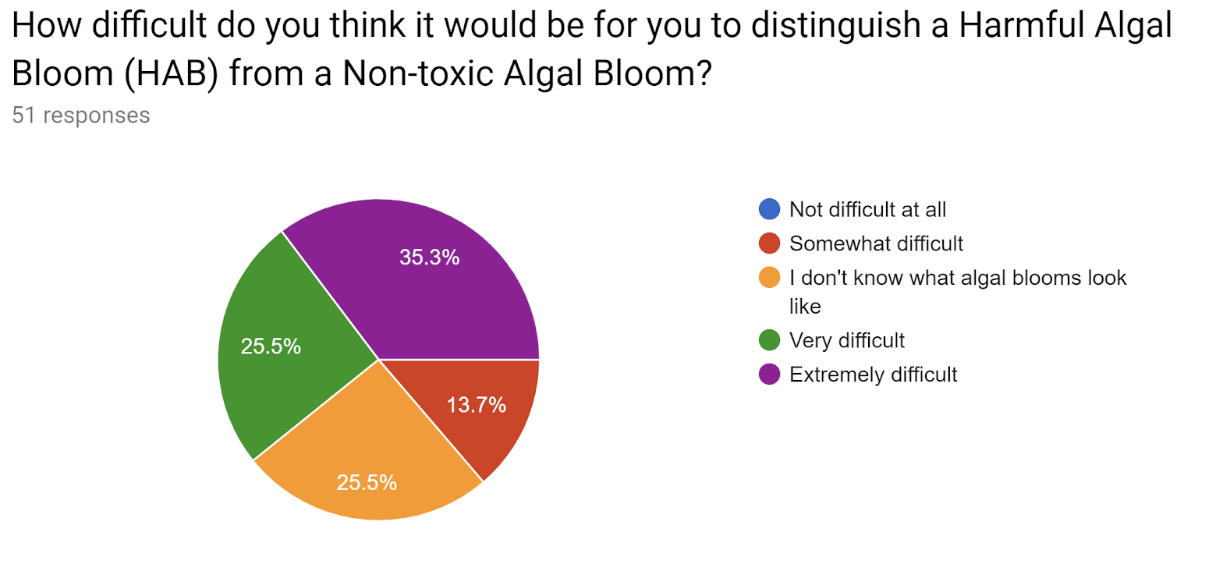 How difficult do you think it would be for you to distinguish a Harmful Algal
Bloom (HAB) from a Non-toxic Algal Bloom?
51 responses
35.3%
25.5%
13.7%
25.5%
Not difficult at all
Somewhat difficult
I don't know what algal blooms look
like
Very difficult
Extremely difficult